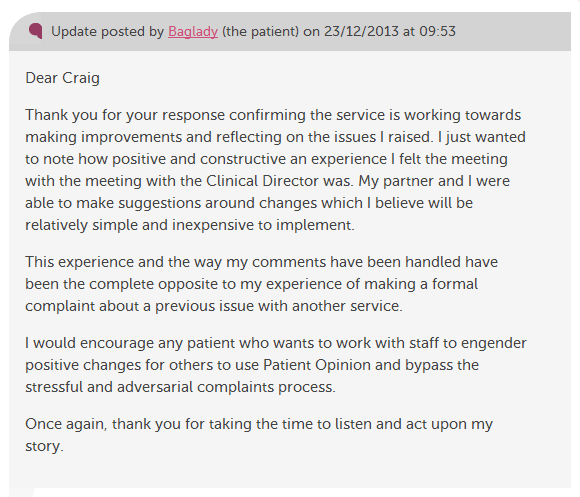 Update posted by Baglady (the patient) on 23/12/2013 at 09:53
Dear Craig
Thank you for your response confirming the service is working towards
making improvements and reflecting on the issues I raised. I just wanted
to note how positive and constructive an experience I felt the meeting
with the meeting with the Clinical Director was. My partner and I were
able to make suggestions around changes which I believe will be
relatively simple and inexpensive to implement.
This experience and the way my comments have been handled have
been the complete opposite to my experience of making a formal
complaint about a previous issue with another service.
I would encourage any patient who wants to work with staff to engender
positive changes for others to use Patient Opinion and bypass the
stressful and adversarial complaints process.
Once again, thank you for taking the time to listen and act upon my
story.